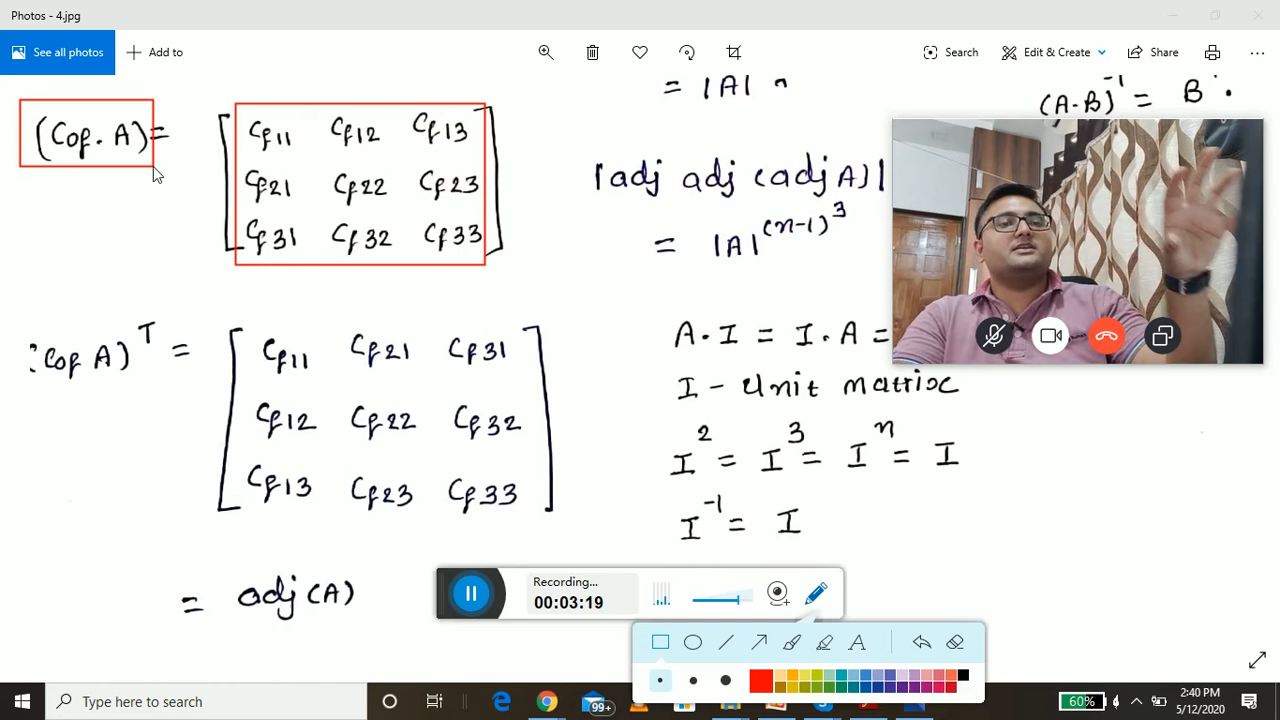 Photos - 4.jpg
See all photos
Add to
Search
Edit & Create
Share
= |A| n
(A·B)⁻¹ = B
(Cof. A) =
Cf11 Cf12 Cf13
Cf21 Cf22 Cf23
Cf31 Cf32 Cf33
|adj adj (adj A)|
= |A|^(n-1)^3
(Cof A)^T =
Cf11 Cf21 Cf31
Cf12 Cf22 Cf32
Cf13 Cf23 Cf33
= adj (A)
A·I = I·A =
I - Unit matrix
I² = I³ = Iⁿ = I
I⁻¹ = I
Recording...
00:03:19
A
Type here to search
99+
60%
2:40 PM
5/12/2020